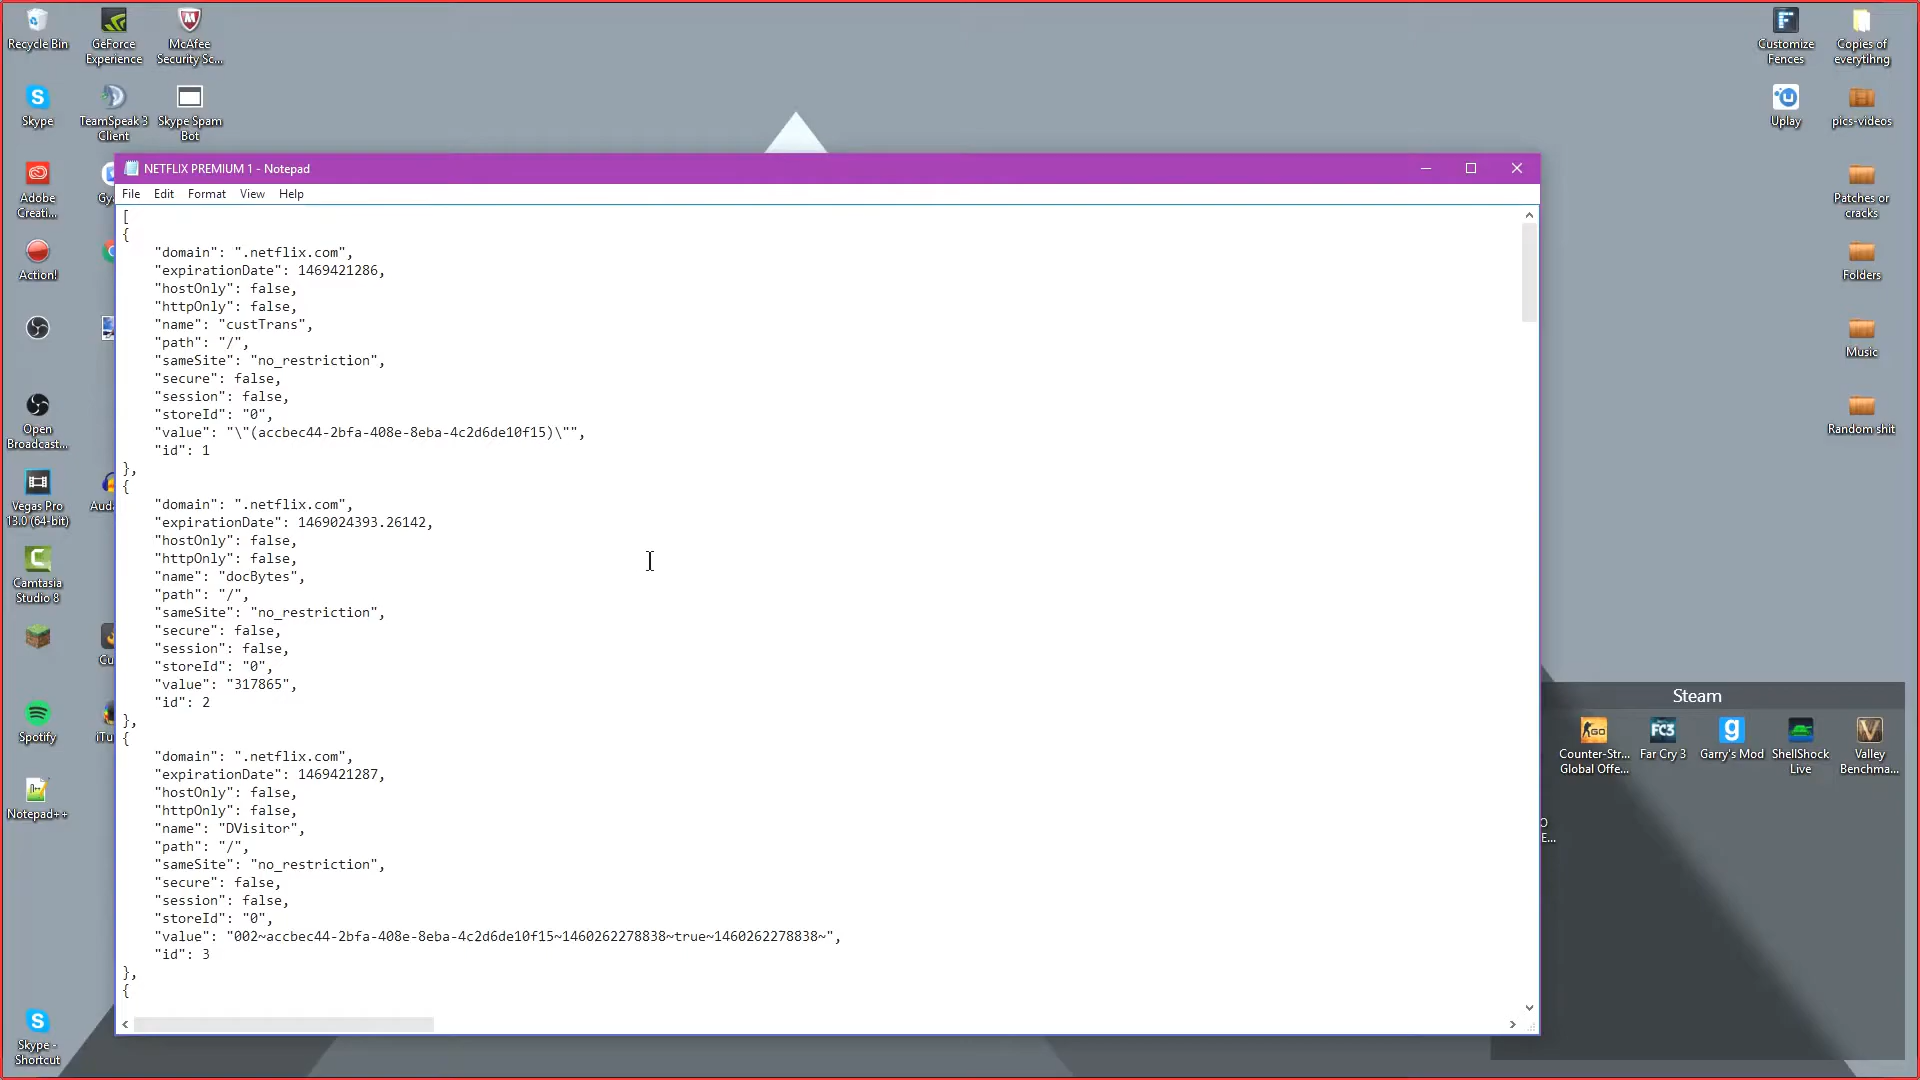 Recycle Bin
GeForce
Experience
McAfee
Security Sc...
Customize
Fences
Copies of
everytihng
Skype
TeamSpeak 3
Client
Skype Spam
Bot
Uplay
pics-videos
NETFLIX PREMIUM 1 - Notepad
File Edit Format View Help
[
{
"domain": ".netflix.com",
"expirationDate": 1469421286,
"hostOnly": false,
"httpOnly": false,
"name": "custTrans",
"path": "/",
"sameSite": "no_restriction",
"secure": false,
"session": false,
"storeId": "0",
"value": "\"(accbec44-2bfa-408e-8eba-4c2d6de10f15)\"",
"id": 1
},
{
"domain": ".netflix.com",
"expirationDate": 1469024393.26142,
"hostOnly": false,
"httpOnly": false,
"name": "docBytes",
"path": "/",
"sameSite": "no_restriction",
"secure": false,
"session": false,
"storeId": "0",
"value": "317865",
"id": 2
},
{
"domain": ".netflix.com",
"expirationDate": 1469421287,
"hostOnly": false,
"httpOnly": false,
"name": "DVisitor",
"path": "/",
"sameSite": "no_restriction",
"secure": false,
"session": false,
"storeId": "0",
"value": "002~accbec44-2bfa-408e-8eba-4c2d6de10f15~1460262278838~true~1460262278838~",
"id": 3
},
{
Adobe
Creati...
Gy
Action!
Open
Broadcast...
Vegas Pro
13.0 (64-bit)
Auda
Camtasia
Studio 8
Cu
Spotify
iTu
Notepad++
Skype -
Shortcut
Patches or
cracks
Folders
Music
Random shit
Steam
Counter-Str...
Global Offe...
Far Cry 3
Garry's Mod
ShellShock
Live
Valley
Benchma...